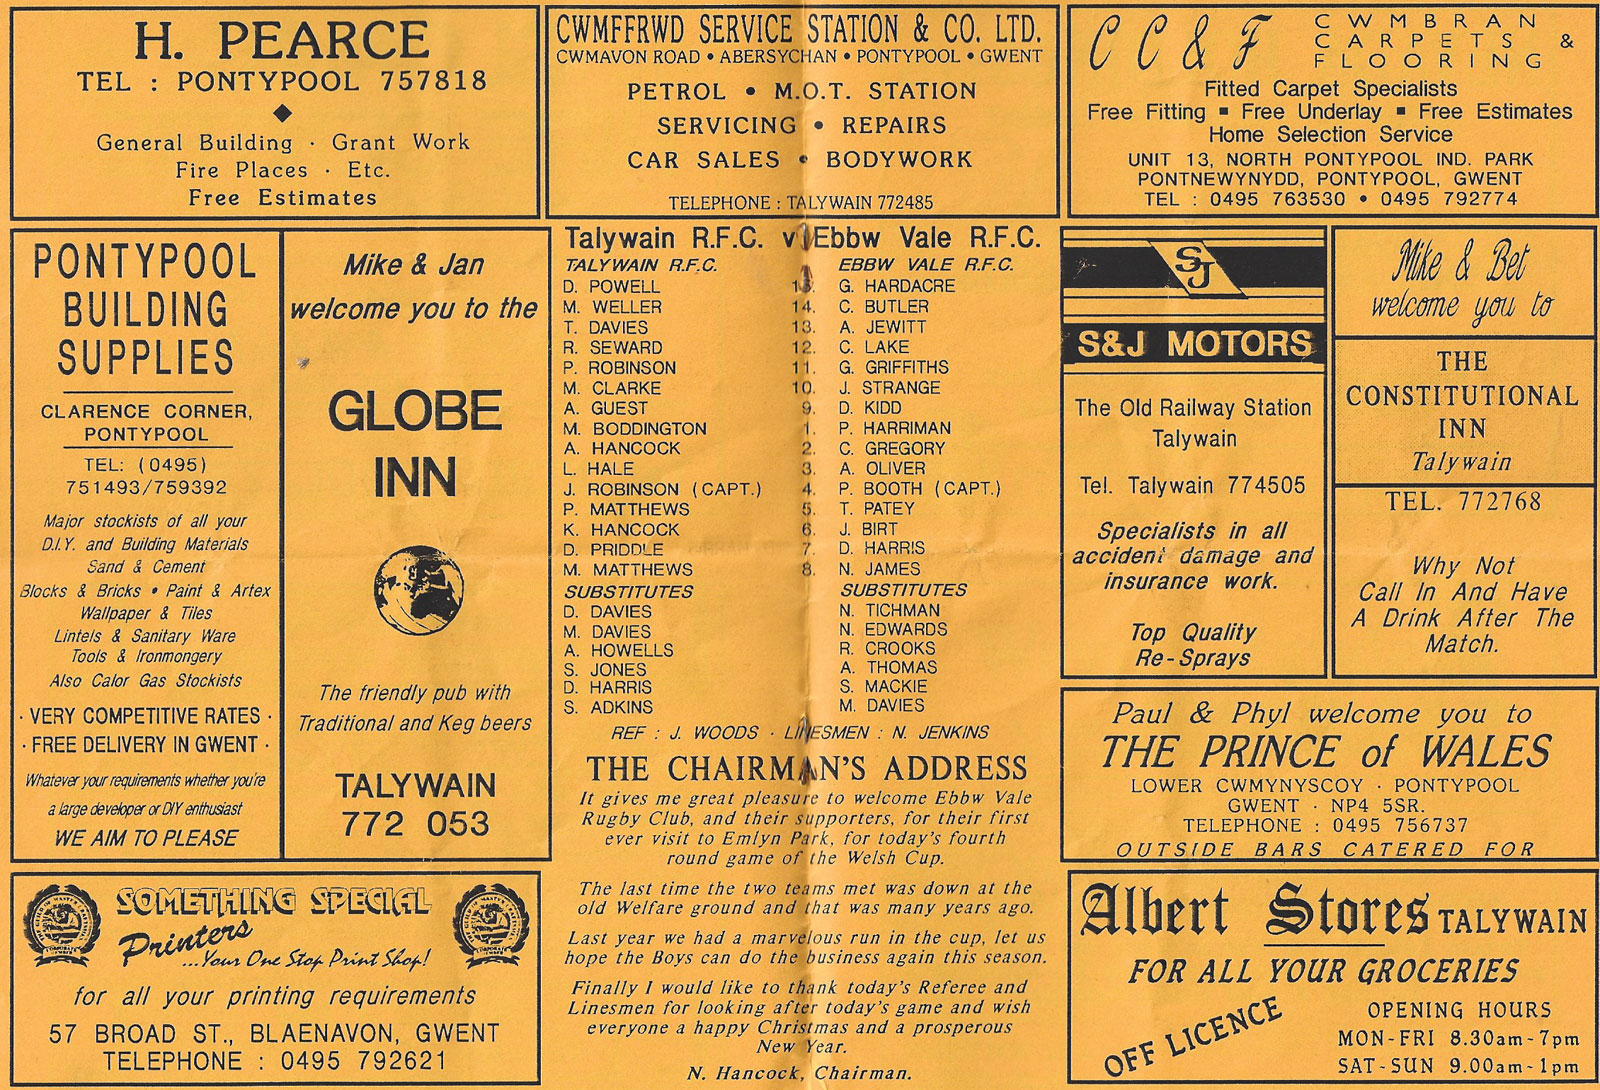 H. PEARCE
TEL : PONTYPOOL 757818
◆
General Building · Grant Work
Fire Places · Etc.
Free Estimates
CWMFFRWD SERVICE STATION & CO. LTD.
CWMAVON ROAD • ABERSYCHAN • PONTYPOOL • GWENT
PETROL • M.O.T. STATION
SERVICING • REPAIRS
CAR SALES • BODYWORK
TELEPHONE : TALYWAIN 772485
C C & F
CWMBRAN
CARPETS &
FLOORING
Fitted Carpet Specialists
Free Fitting ▪ Free Underlay ▪ Free Estimates
Home Selection Service
UNIT 13, NORTH PONTYPOOL IND. PARK
PONTNEWYNYDD, PONTYPOOL, GWENT
TEL : 0495 763530 • 0495 792774
PONTYPOOL
BUILDING
SUPPLIES
CLARENCE CORNER,
PONTYPOOL
TEL: (0495)
751493/759392
Major stockists of all your
D.I.Y. and Building Materials
Sand & Cement
Blocks & Bricks • Paint & Artex
Wallpaper & Tiles
Lintels & Sanitary Ware
Tools & Ironmongery
Also Calor Gas Stockists
· VERY COMPETITIVE RATES ·
· FREE DELIVERY IN GWENT ·
Whatever your requirements whether you're
a large developer or DIY enthusiast
WE AIM TO PLEASE
Mike & Jan
welcome you to the
GLOBE
INN
The friendly pub with
Traditional and Keg beers
TALYWAIN
772 053
Talywain R.F.C. v Ebbw Vale R.F.C.
TALYWAIN R.F.C. EBBW VALE R.F.C.
D. POWELL 15. G. HARDACRE
M. WELLER 14. C. BUTLER
T. DAVIES 13. A. JEWITT
R. SEWARD 12. C. LAKE
P. ROBINSON 11. G. GRIFFITHS
M. CLARKE 10. J. STRANGE
A. GUEST 9. D. KIDD
M. BODDINGTON 1. P. HARRIMAN
A. HANCOCK 2. C. GREGORY
L. HALE 3. A. OLIVER
J. ROBINSON (CAPT.) 4. P. BOOTH (CAPT.)
P. MATTHEWS 5. T. PATEY
K. HANCOCK 6. J. BIRT
D. PRIDDLE 7. D. HARRIS
M. MATTHEWS 8. N. JAMES
SUBSTITUTES SUBSTITUTES
D. DAVIES N. TICHMAN
M. DAVIES N. EDWARDS
A. HOWELLS R. CROOKS
S. JONES A. THOMAS
D. HARRIS S. MACKIE
S. ADKINS M. DAVIES
REF : J. WOODS · LINESMEN : N. JENKINS
THE CHAIRMAN'S ADDRESS
It gives me great pleasure to welcome Ebbw Vale
Rugby Club, and their supporters, for their first
ever visit to Emlyn Park, for today's fourth
round game of the Welsh Cup.
The last time the two teams met was down at the
old Welfare ground and that was many years ago.
Last year we had a marvelous run in the cup, let us
hope the Boys can do the business again this season.
Finally I would like to thank today's Referee and
Linesmen for looking after today's game and wish
everyone a happy Christmas and a prosperous
New Year.
N. Hancock, Chairman.
SJ
S&J MOTORS
The Old Railway Station
Talywain
Tel. Talywain 774505
Specialists in all
accident damage and
insurance work.
Top Quality
Re-Sprays
Mike & Bet
welcome you to
THE
CONSTITUTIONAL
INN
Talywain
TEL. 772768
Why Not
Call In And Have
A Drink After The
Match.
Paul & Phyl welcome you to
THE PRINCE of WALES
LOWER CWMYNYSCOY · PONTYPOOL
GWENT · NP4 5SR.
TELEPHONE : 0495 756737
OUTSIDE BARS CATERED FOR
SOMETHING SPECIAL
Printers
...Your One Stop Print Shop!
for all your printing requirements
57 BROAD ST., BLAENAVON, GWENT
TELEPHONE : 0495 792621
Albert Stores TALYWAIN
FOR ALL YOUR GROCERIES
OFF LICENCE
OPENING HOURS
MON-FRI 8.30am-7pm
SAT-SUN 9.00am-1pm